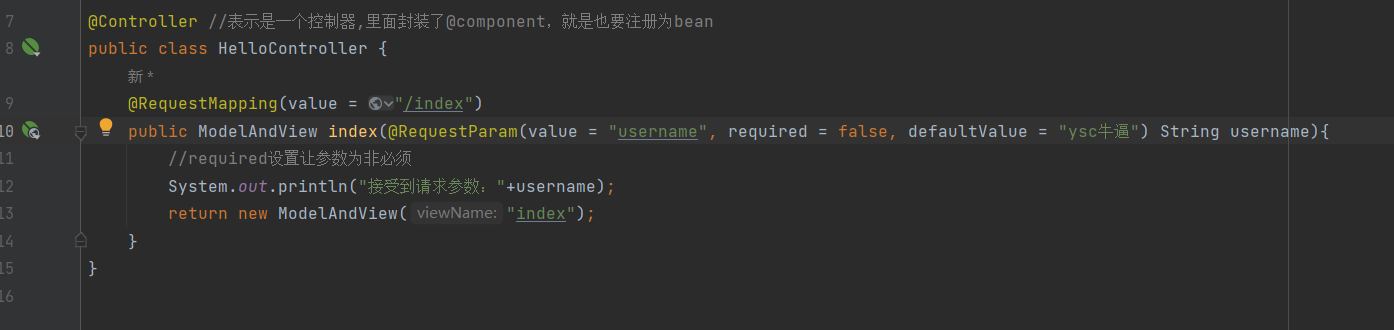 7 @Controller //表示是一个控制器,里面封装了@component，就是也要注册为bean
8 public class HelloController {
新 *
9 @RequestMapping(value = "/index")
10 public ModelAndView index(@RequestParam(value = "username", required = false, defaultValue = "ysc牛逼") String username){
11 //required设置让参数为非必须
12 System.out.println("接受到请求参数："+username);
13 return new ModelAndView( viewName: "index");
14 }
15 }
16